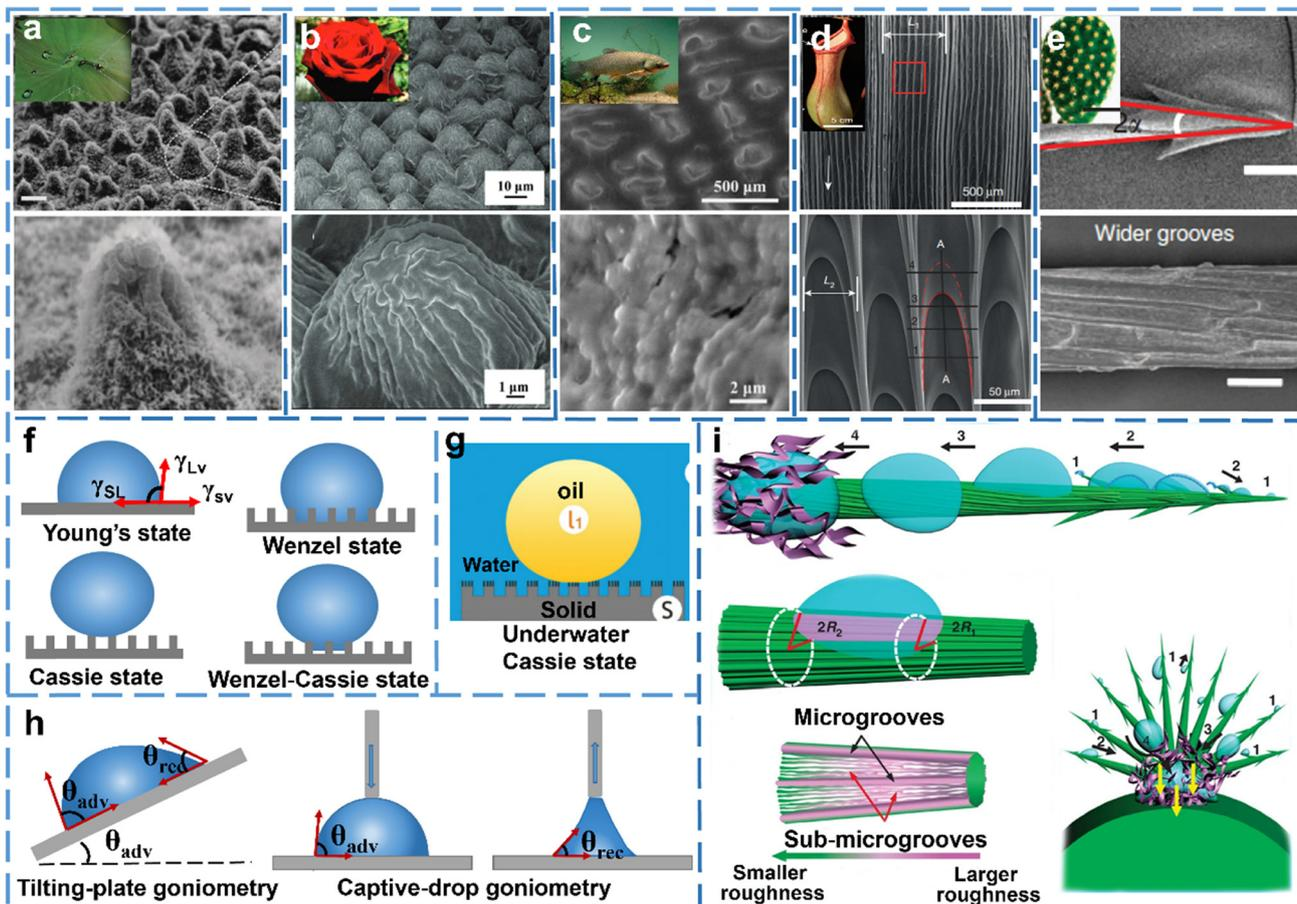 a
b
10 µm
1 µm
c
500 µm
2 µm
d
5 cm
L₁
500 µm
L₂
A
4
3
2
1
A
50 µm
e
2α
Wider grooves
f
γLv
γSL
γsv
Young's state
Wenzel state
Cassie state
Wenzel-Cassie state
g
oil
l₁
Water
Solid
S
Underwater
Cassie state
h
θrec
θadv
θadv
Tilting-plate goniometry
θadv
θrec
Captive-drop goniometry
i
4
3
2
1
2
1
2R₂
2R₁
Microgrooves
Sub-microgrooves
Smaller
roughness
Larger
roughness
1
1
1
1
2
4
3
1